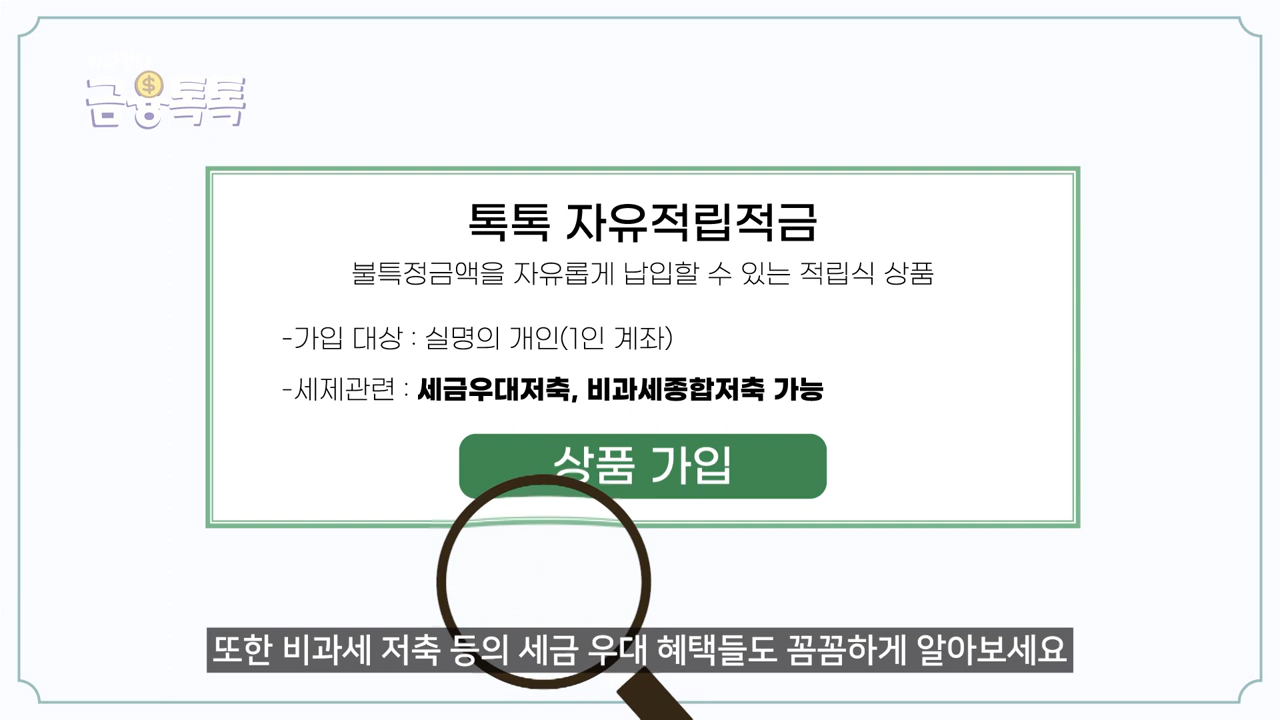 금융톡톡
톡톡 자유적립적금
불특정금액을 자유롭게 납입할 수 있는 적립식 상품
-가입 대상 : 실명의 개인(1인 계좌)
-세제관련 : 세금우대저축, 비과세종합저축 가능
상품 가입
또한 비과세 저축 등의 세금 우대 혜택들도 꼼꼼하게 알아보세요